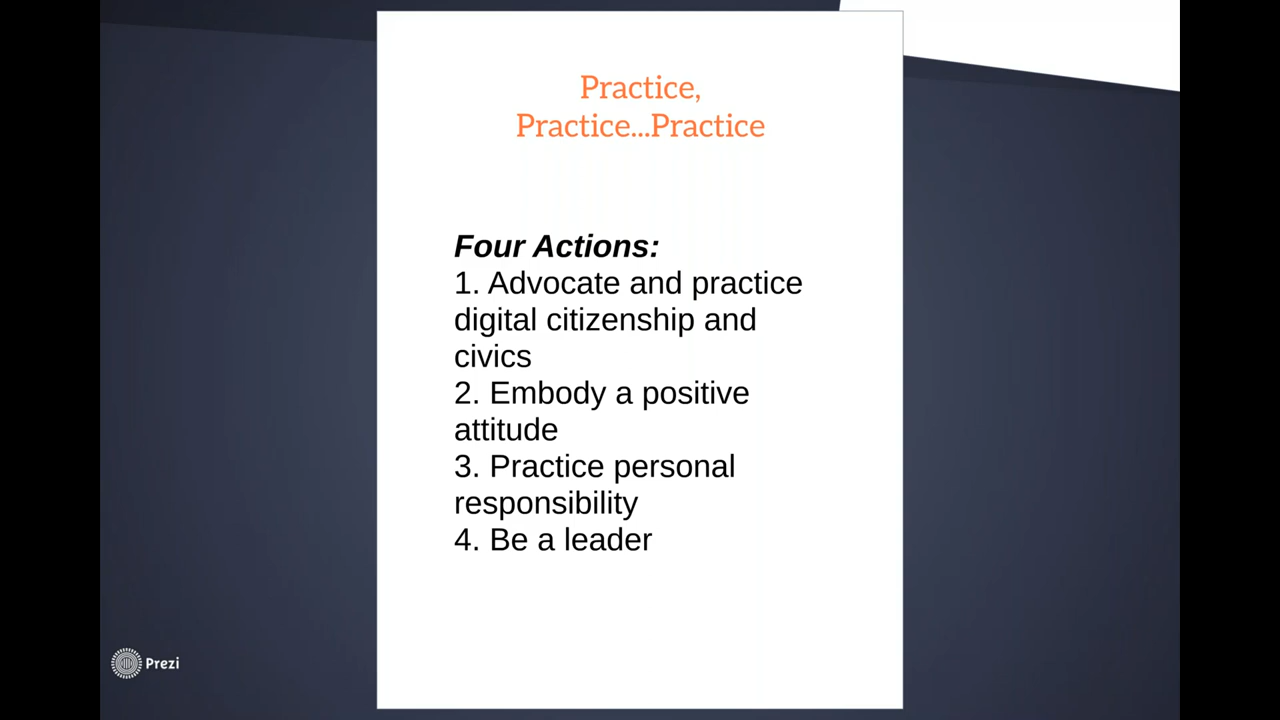 Practice,
Practice...Practice
Four Actions:
1. Advocate and practice
digital citizenship and
civics
2. Embody a positive
attitude
3. Practice personal
responsibility
4. Be a leader
Prezi